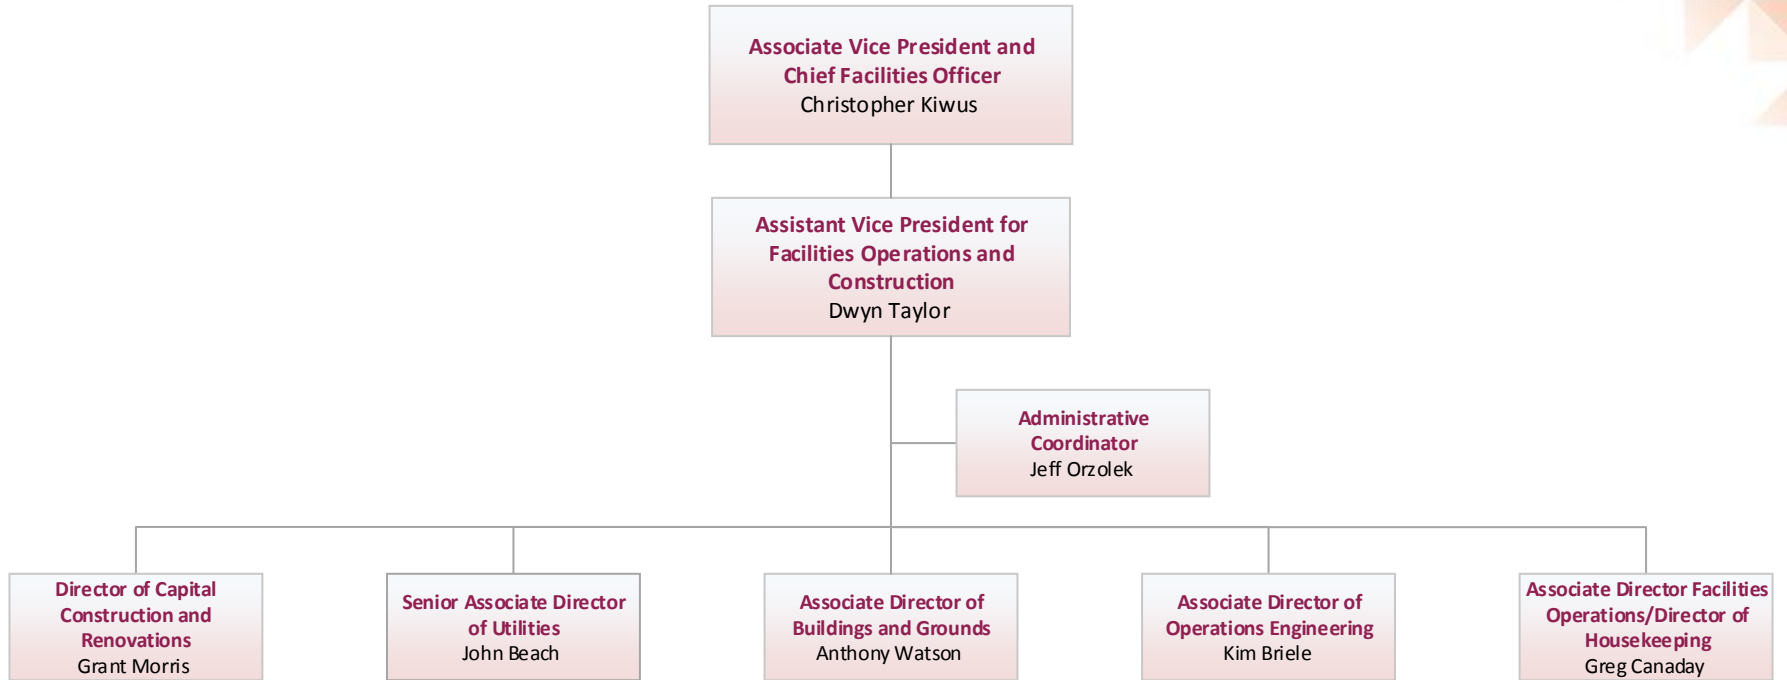 Associate Vice President and
Chief Facilities Officer
Christopher Kiwus
Assistant Vice President for
Facilities Operations and
Construction
Dwyn Taylor
Administrative
Coordinator
Jeff Orzolek
Director of Capital
Construction and
Renovations
Grant Morris
Senior Associate Director
of Utilities
John Beach
Associate Director of
Buildings and Grounds
Anthony Watson
Associate Director of
Operations Engineering
Kim Briele
Associate Director Facilities
Operations/Director of
Housekeeping
Greg Canaday